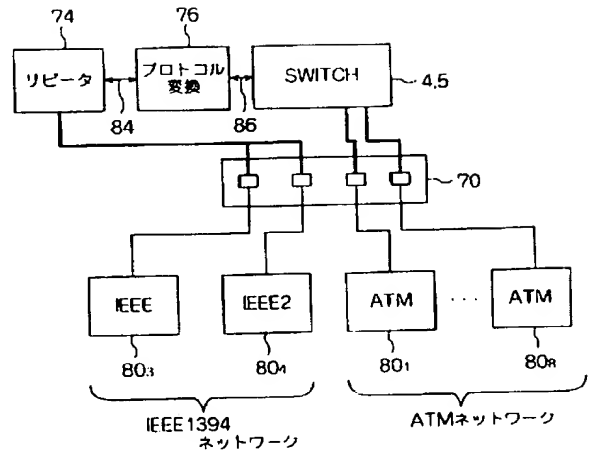 74
76
リピータ
プロトコル
変換
SWITCH
4,5
84
86
70
IEEE
IEEE2
ATM
· · ·
ATM
803
804
801
80R
IEEE1394
ネットワーク
ATMネットワーク